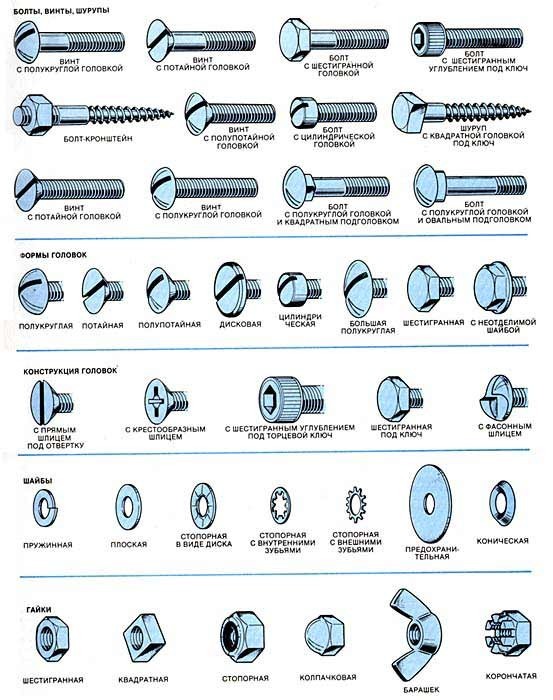 БОЛТЫ, ВИНТЫ, ШУРУПЫ
ВИНТ
С ПОЛУКРУГЛОЙ ГОЛОВКОЙ
ВИНТ
С ПОТАЙНОЙ ГОЛОВКОЙ
БОЛТ
С ШЕСТИГРАННОЙ
ГОЛОВКОЙ
БОЛТ
С ШЕСТИГРАННЫМ
УГЛУБЛЕНИЕМ ПОД КЛЮЧ
БОЛТ-КРОНШТЕЙН
ВИНТ
С ПОЛУПОТАЙНОЙ
ГОЛОВКОЙ
БОЛТ
С ЦИЛИНДРИЧЕСКОЙ
ГОЛОВКОЙ
ШУРУП
С КВАДРАТНОЙ ГОЛОВКОЙ
ПОД КЛЮЧ
ВИНТ
С ПОТАЙНОЙ ГОЛОВКОЙ
ВИНТ
С ПОЛУКРУГЛОЙ ГОЛОВКОЙ
БОЛТ
С ПОЛУКРУГЛОЙ ГОЛОВКОЙ
И КВАДРАТНЫМ ПОДГОЛОВКОМ
БОЛТ
С ПОЛУКРУГЛОЙ ГОЛОВКОЙ
И ОВАЛЬНЫМ ПОДГОЛОВКОМ
ФОРМЫ ГОЛОВОК
ПОЛУКРУГЛАЯ
ПОТАЙНАЯ
ПОЛУПОТАЙНАЯ
ДИСКОВАЯ
ЦИЛИНДРИ
ЧЕСКАЯ
БОЛЬШАЯ
ПОЛУКРУГЛАЯ
ШЕСТИГРАННАЯ
С НЕОТДЕЛИМОЙ
ШАЙБОЙ
КОНСТРУКЦИЯ ГОЛОВОК
С ПРЯМЫМ
ШЛИЦЕМ
ПОД ОТВЕРТКУ
С КРЕСТООБРАЗНЫМ
ШЛИЦЕМ
С ШЕСТИГРАННЫМ УГЛУБЛЕНИЕМ
ПОД ТОРЦЕВОЙ КЛЮЧ
ШЕСТИГРАННАЯ
ПОД КЛЮЧ
С ФАСОННЫМ
ШЛИЦЕМ
ШАЙБЫ
ПРУЖИННАЯ
ПЛОСКАЯ
СТОПОРНАЯ
В ВИДЕ ДИСКА
СТОПОРНАЯ
С ВНУТРЕННИМИ
ЗУБЬЯМИ
СТОПОРНАЯ
С ВНЕШНИМИ
ЗУБЬЯМИ
ПРЕДОХРАНИ-
ТЕЛЬНАЯ
КОНИЧЕСКАЯ
ГАЙКИ
ШЕСТИГРАННАЯ
КВАДРАТНАЯ
СТОПОРНАЯ
КОЛПАЧКОВАЯ
БАРАШЕК
КОРОНЧАТАЯ